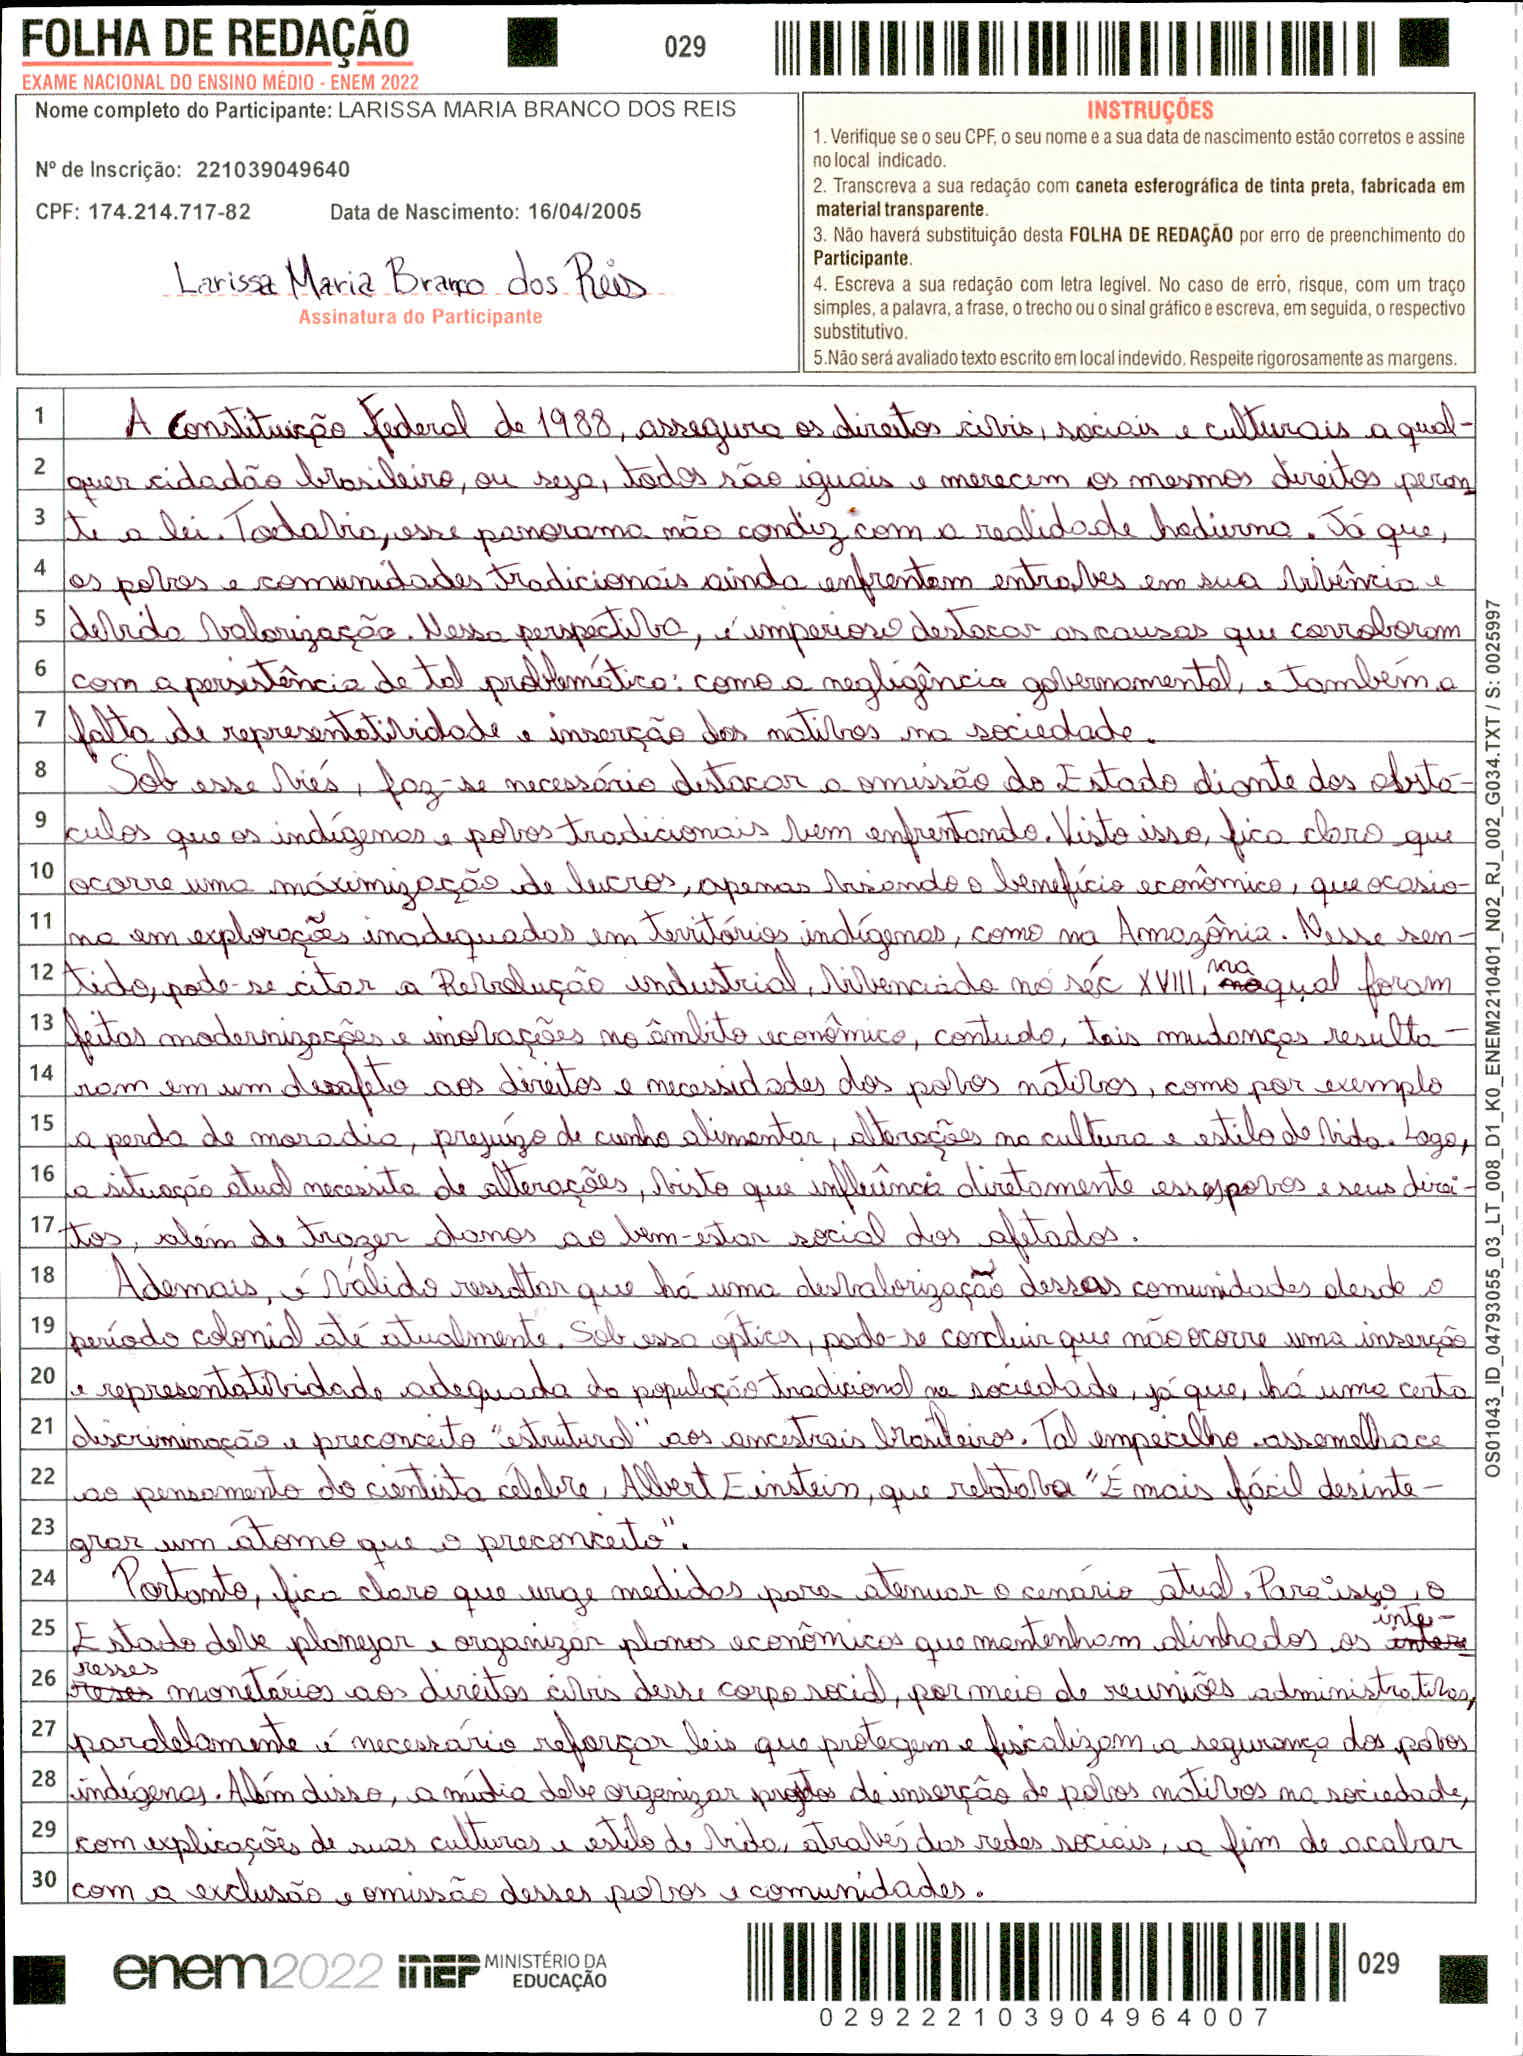 FOLHA DE REDAÇÃO
029
EXAME NACIONAL DO ENSINO MÉDIO - ENEM 2022
Nome completo do Participante: LARISSA MARIA BRANCO DOS REIS
Nº de Inscrição: 221039049640
CPF: 174.214.717-82 Data de Nascimento: 16/04/2005
Larissa Maria Branco dos Reis
Assinatura do Participante
INSTRUÇÕES
1. Verifique se o seu CPF, o seu nome e a sua data de nascimento estão corretos e assine
no local indicado.
2. Transcreva a sua redação com caneta esferográfica de tinta preta, fabricada em
material transparente.
3. Não haverá substituição desta FOLHA DE REDAÇÃO por erro de preenchimento do
Participante.
4. Escreva a sua redação com letra legível. No caso de erro, risque, com um traço
simples, a palavra, a frase, o trecho ou o sinal gráfico e escreva, em seguida, o respectivo
substitutivo.
5.Não será avaliado texto escrito em local indevido. Respeite rigorosamente as margens.
1 A Constituição Federal de 1988, assegura os direitos civis, sociais e culturais a qual-
2 quer cidadão brasileiro, ou seja, todos são iguais e merecem os mesmos direitos peran
3 te a lei. Todavia, esse panorama não condiz com a realidade hodierna. Já que,
4 os povos e comunidades tradicionais ainda enfrentam entraves em sua vivência e
5 devida valorização. Nessa perspectiva, é imperioso destacar as causas que corroboram
6 com a persistência de tal problemática: como a negligência governamental, e também a
7 falta de representatividade e inserção dos nativos na sociedade.
8 Sob esse viés, faz-se necessário destacar a omissão do Estado diante dos obstá-
9 culos que os indígenas e povos tradicionais vem enfrentando. Visto isso, fica claro que
10 ocorre uma máximização de lucros, apenas visando o benefício econômico, que ocasio-
11 na em explorações inadequadas em territórios indígenas, como na Amazônia. Nesse sen-
12 tido, pode-se citar a Revolução industrial, vivenciada no séc XVIII, na qual foram
13 feitas modernizações e inovações no âmbito econômico, contudo, tais mudanças resulta-
14 ram em um desafeto aos direitos e necessidades dos povos nativos, como por exemplo
15 a perda de moradia, prejuízo de cunho alimentar, alterações na cultura e estilo de vida. Logo,
16 a situação atual necessita de alterações, visto que influência diretamente esses povos e seus direi-
17 tos, além de trazer danos ao bem-estar social dos afetados.
18 Ademais, é válido ressaltar que há uma desvalorização dessas comunidades desde o
19 período colonial até atualmente. Sob essa óptica, pode-se concluir que não ocorre uma inserção
20 e representatividade adequada da população tradicional na sociedade, já que, há uma certa
21 discriminação e preconceito "estrutural" aos ancestrais brasileiros. Tal empecilho assemelhace
22 ao pensamento do cientista célebre, Albert Einstein, que relatava "É mais fácil desinte-
23 grar um átomo que o preconceito".
24 Portanto, fica claro que urge medidas para atenuar o cenário atual. Para isso, o
25 Estado deve planejar e organizar planos econômicos que mantenham alinhados os inte-
26 resses monetários aos direitos civis desse corpo social, por meio de reuniões administrativas,
27 paralelamente é necessário reforçar leis que protegem e fiscalizam a segurança dos povos
28 indígenas. Além disso, a mídia deve organizar projetos de inserção de povos nativos na sociedade,
29 com explicações de suas culturas e estilo de vida, através das redes sociais, a fim de acabar
30 com a exclusão e omissão desses povos e comunidades.
OS01043_ID_04793055_03_LT_008_D1_K0_ENEM2210401_N02_RJ_002_G034.TXT / S: 0025997
enem2022 inep MINISTÉRIO DA
EDUCAÇÃO
029
029222103904964007